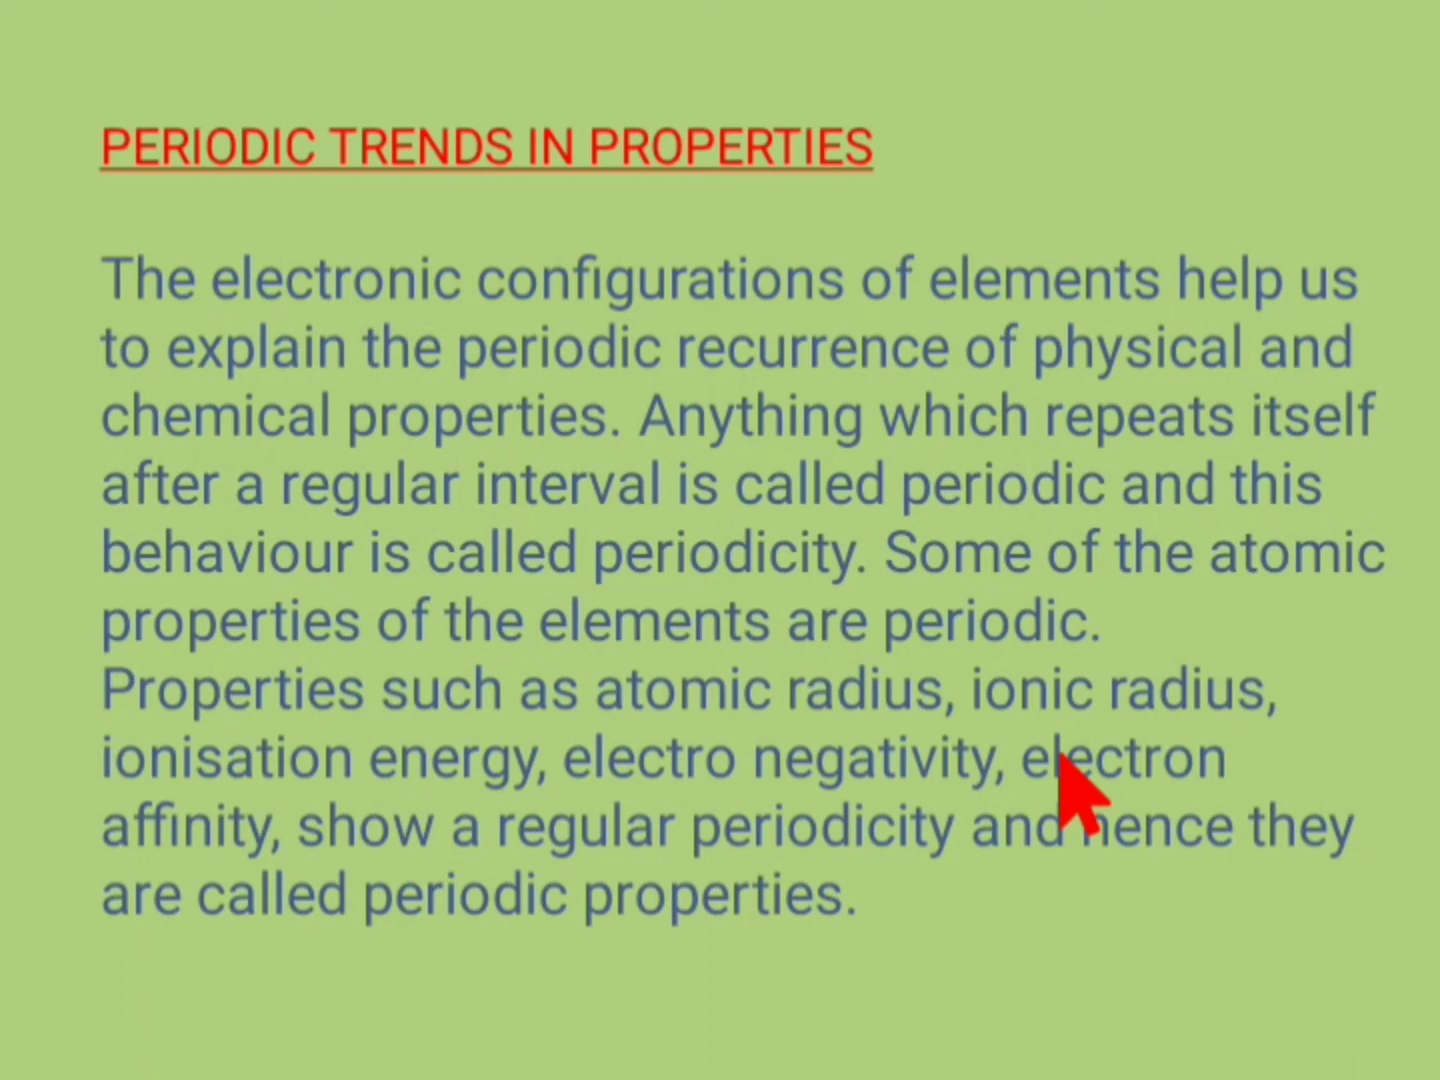 PERIODIC TRENDS IN PROPERTIES
The electronic configurations of elements help us
to explain the periodic recurrence of physical and
chemical properties. Anything which repeats itself
after a regular interval is called periodic and this
behaviour is called periodicity. Some of the atomic
properties of the elements are periodic.
Properties such as atomic radius, ionic radius,
ionisation energy, electro negativity, electron
affinity, show a regular periodicity and hence they
are called periodic properties.